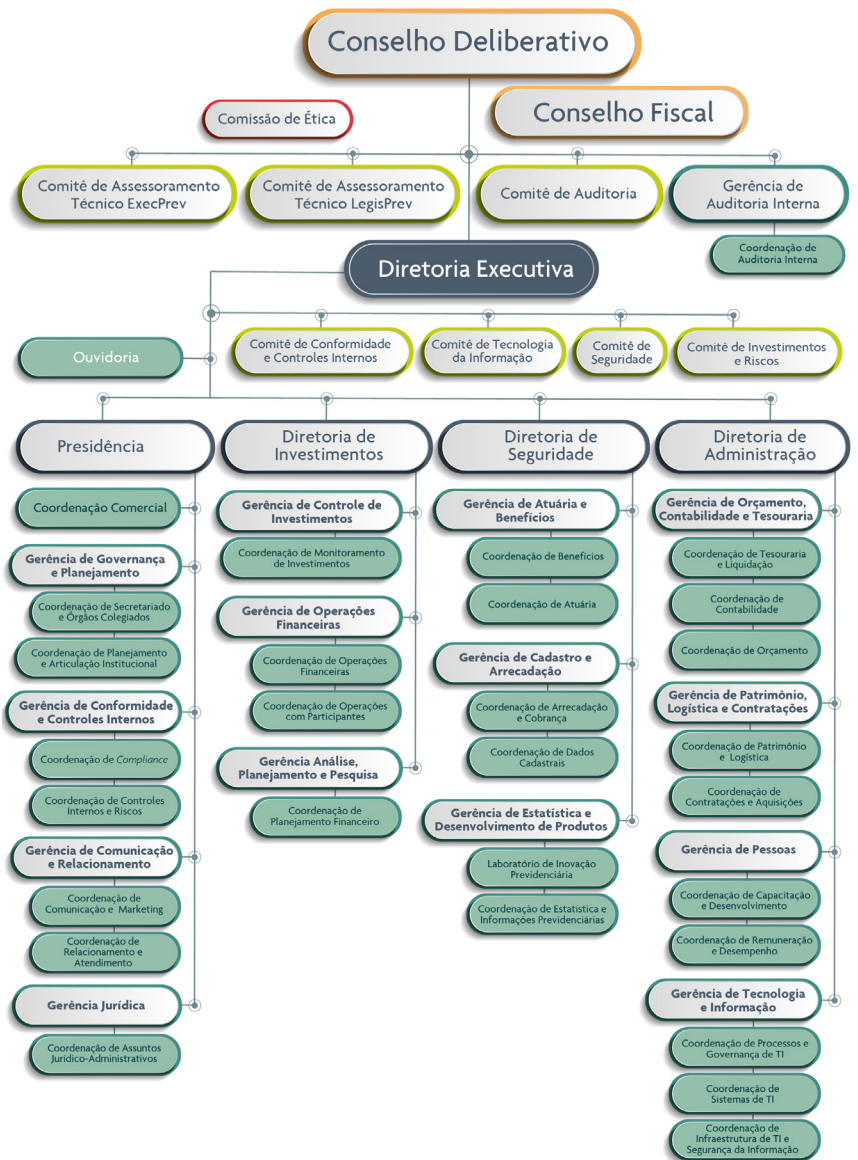 Conselho Deliberativo
Conselho Fiscal
Comissão de Ética
Comitê de Assessoramento
Técnico ExecPrev
Comitê de Assessoramento
Técnico LegisPrev
Comitê de Auditoria
Gerência de
Auditoria Interna
Coordenação de
Auditoria Interna
Diretoria Executiva
Ouvidoria
Comitê de Conformidade
e Controles Internos
Comitê de Tecnologia
da Informação
Comitê de
Seguridade
Comitê de Investimentos
e Riscos
Presidência
Coordenação Comercial
Gerência de Governança
e Planejamento
Coordenação de Secretariado
e Órgãos Colegiados
Coordenação de Planejamento
e Articulação Institucional
Gerência de Conformidade
e Controles Internos
Coordenação de Compliance
Coordenação de Controles
Internos e Riscos
Gerência de Comunicação
e Relacionamento
Coordenação de
Comunicação e Marketing
Coordenação de
Relacionamento e
Atendimento
Gerência Jurídica
Coordenação de Assuntos
Jurídico-Administrativos
Diretoria de
Investimentos
Gerência de Controle de
Investimentos
Coordenação de Monitoramento
de Investimentos
Gerência de Operações
Financeiras
Coordenação de Operações
Financeiras
Coordenação de Operações
com Participantes
Gerência Análise,
Planejamento e Pesquisa
Coordenação de
Planejamento Financeiro
Diretoria de
Seguridade
Gerência de Atuária e
Benefícios
Coordenação de Benefícios
Coordenação de Atuária
Gerência de Cadastro e
Arrecadação
Coordenação de Arrecadação
e Cobrança
Coordenação de Dados
Cadastrais
Gerência de Estatística e
Desenvolvimento de Produtos
Laboratório de Inovação
Previdenciária
Coordenação de Estatística e
Informações Previdenciárias
Diretoria de
Administração
Gerência de Orçamento,
Contabilidade e Tesouraria
Coordenação de Tesouraria
e Liquidação
Coordenação de
Contabilidade
Coordenação de Orçamento
Gerência de Patrimônio,
Logística e Contratações
Coordenação de Patrimônio
e Logística
Coordenação de
Contratações e Aquisições
Gerência de Pessoas
Coordenação de Capacitação
e Desenvolvimento
Coordenação de Remuneração
e Desempenho
Gerência de Tecnologia
e Informação
Coordenação de Processos e
Governança de TI
Coordenação de
Sistemas de TI
Coordenação de
Infraestrutura de TI e
Segurança da Informação